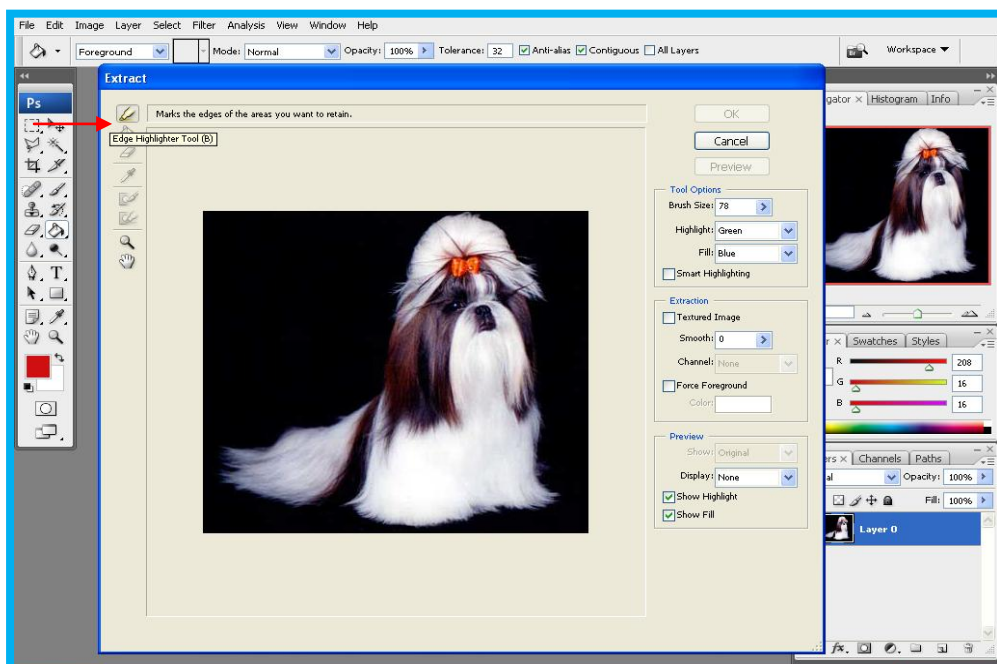 File Edit Image Layer Select Filter Analysis View Window Help
Foreground Mode: Normal Opacity: 100% Tolerance: 32 Anti-alias Contiguous All Layers Workspace
Extract
Ps
Marks the edges of the areas you want to retain.
Edge Highlighter Tool (B)
OK
Cancel
Preview
Tool Options
Brush Size: 78
Highlight: Green
Fill: Blue
Smart Highlighting
Extraction
Textured Image
Smooth: 0
Channel: None
Force Foreground
Color:
Preview
Show: Original
Display: None
Show Highlight
Show Fill
gator × Histogram Info
r × Swatches Styles
R 208
G 16
B 16
ers × Channels Paths
al Opacity: 100%
Fill: 100%
Layer 0
fx.
T